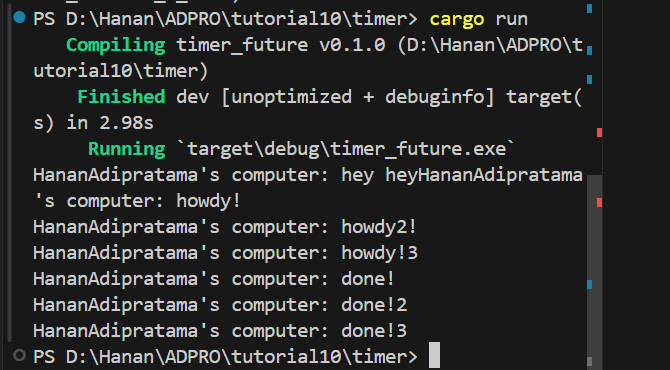 PS D:\Hanan\ADPRO\tutorial10\timer> cargo run
Compiling timer_future v0.1.0 (D:\Hanan\ADPRO\t
utorial10\timer)
Finished dev [unoptimized + debuginfo] target(
s) in 2.98s
Running `target\debug\timer_future.exe`
HananAdipratama's computer: hey heyHananAdipratama
's computer: howdy!
HananAdipratama's computer: howdy2!
HananAdipratama's computer: howdy!3
HananAdipratama's computer: done!
HananAdipratama's computer: done!2
HananAdipratama's computer: done!3
PS D:\Hanan\ADPRO\tutorial10\timer>